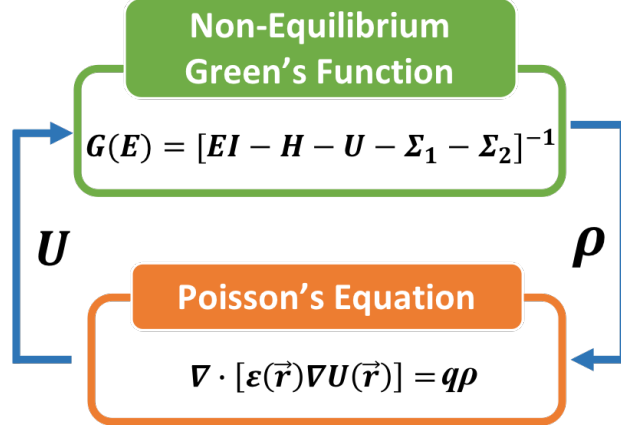 Non-Equilibrium
Green's Function
G(E) = [EI − H − U − Σ₁ − Σ₂]⁻¹
U
ρ
Poisson's Equation
∇ · [ε(r⃗)∇U(r⃗)] = qρ